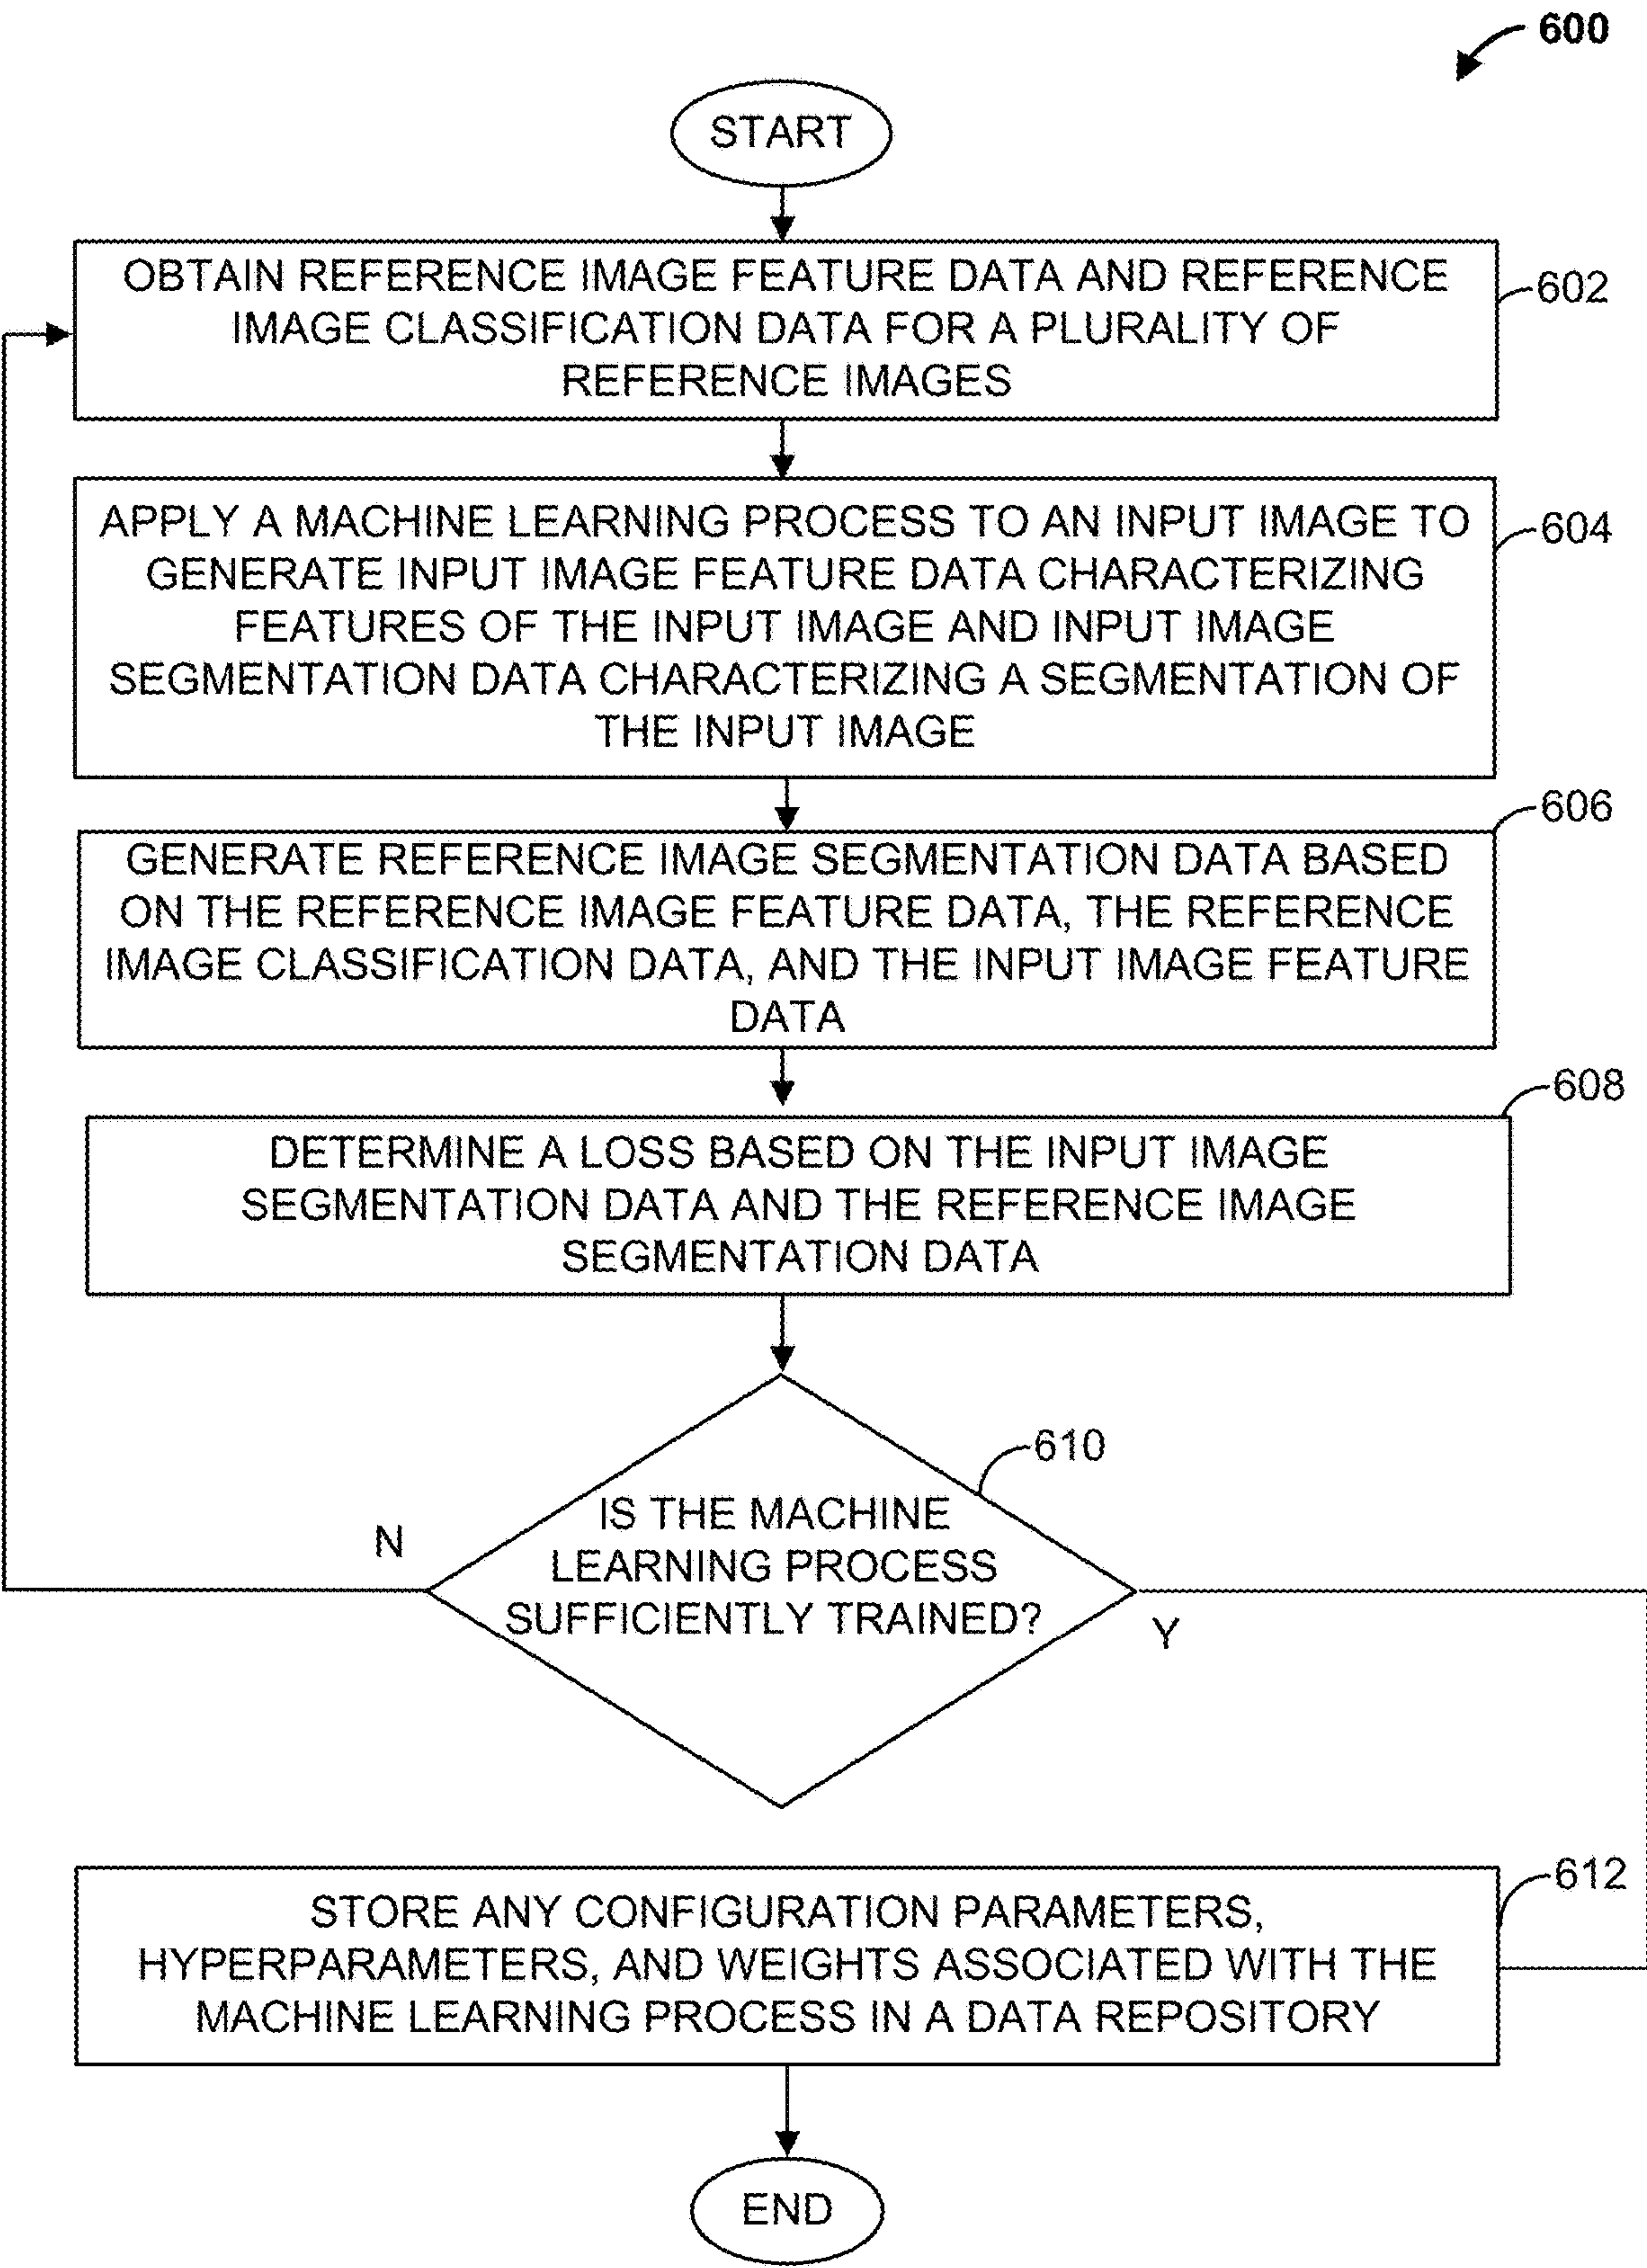 600
START
OBTAIN REFERENCE IMAGE FEATURE DATA AND REFERENCE
IMAGE CLASSIFICATION DATA FOR A PLURALITY OF
REFERENCE IMAGES
602
APPLY A MACHINE LEARNING PROCESS TO AN INPUT IMAGE TO
GENERATE INPUT IMAGE FEATURE DATA CHARACTERIZING
FEATURES OF THE INPUT IMAGE AND INPUT IMAGE
SEGMENTATION DATA CHARACTERIZING A SEGMENTATION OF
THE INPUT IMAGE
604
GENERATE REFERENCE IMAGE SEGMENTATION DATA BASED
ON THE REFERENCE IMAGE FEATURE DATA, THE REFERENCE
IMAGE CLASSIFICATION DATA, AND THE INPUT IMAGE FEATURE
DATA
606
DETERMINE A LOSS BASED ON THE INPUT IMAGE
SEGMENTATION DATA AND THE REFERENCE IMAGE
SEGMENTATION DATA
608
IS THE MACHINE
LEARNING PROCESS
SUFFICIENTLY TRAINED?
610
N
Y
STORE ANY CONFIGURATION PARAMETERS,
HYPERPARAMETERS, AND WEIGHTS ASSOCIATED WITH THE
MACHINE LEARNING PROCESS IN A DATA REPOSITORY
612
END